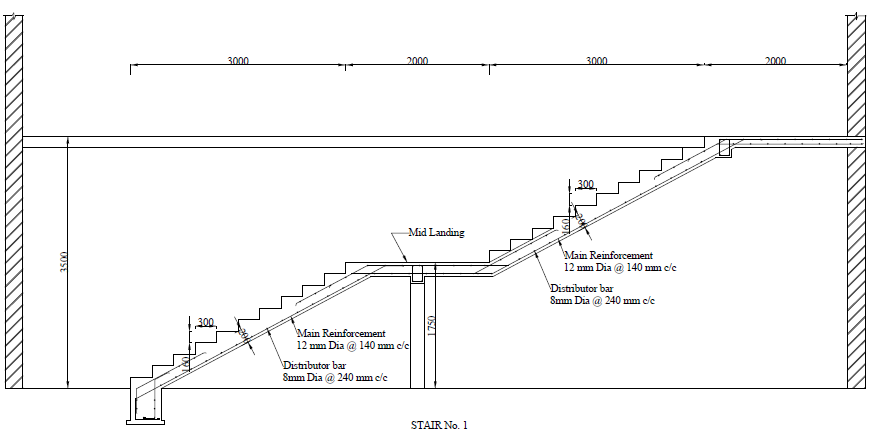 3000
2000
3000
2000
300
160
200
Mid Landing
3500
Main Reinforcement
12 mm Dia @ 140 mm c/c
Distributor bar
8mm Dia @ 240 mm c/c
1750
300
160
200
Main Reinforcement
12 mm Dia @ 140 mm c/c
Distributor bar
8mm Dia @ 240 mm c/c
STAIR No. 1